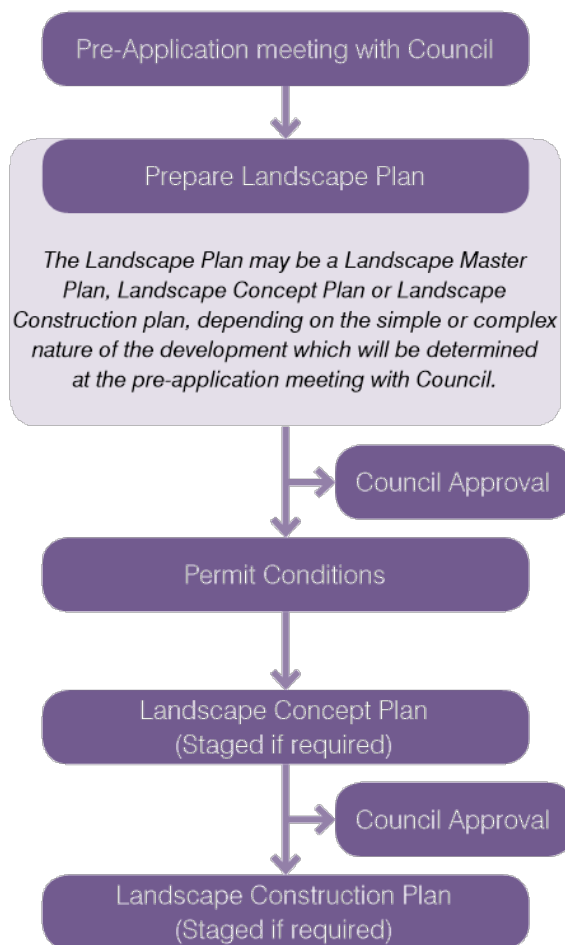 Pre-Application meeting with Council
Prepare Landscape Plan
The Landscape Plan may be a Landscape Master
Plan, Landscape Concept Plan or Landscape
Construction plan, depending on the simple or complex
nature of the development which will be determined
at the pre-application meeting with Council.
Council Approval
Permit Conditions
Landscape Concept Plan
(Staged if required)
Council Approval
Landscape Construction Plan
(Staged if required)